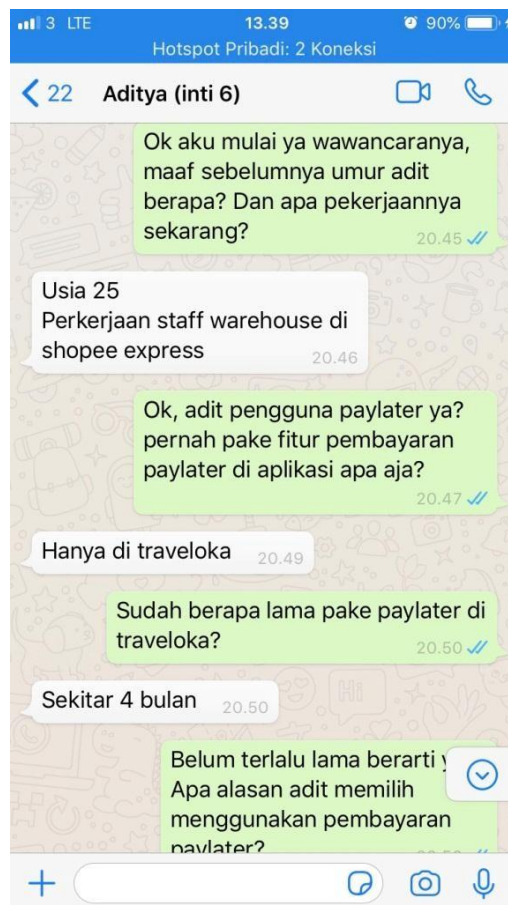 3 LTE 13.39 90%
Hotspot Pribadi: 2 Koneksi
22 Aditya (inti 6)
Ok aku mulai ya wawancaranya,
maaf sebelumnya umur adit
berapa? Dan apa pekerjaannya
sekarang?
20.45
Usia 25
Perkerjaan staff warehouse di
shopee express
20.46
Ok, adit pengguna paylater ya?
pernah pake fitur pembayaran
paylater di aplikasi apa aja?
20.47
Hanya di traveloka 20.49
Sudah berapa lama pake paylater di
traveloka?
20.50
Sekitar 4 bulan 20.50
Belum terlalu lama berarti
Apa alasan adit memilih
menggunakan pembayaran
paylater?